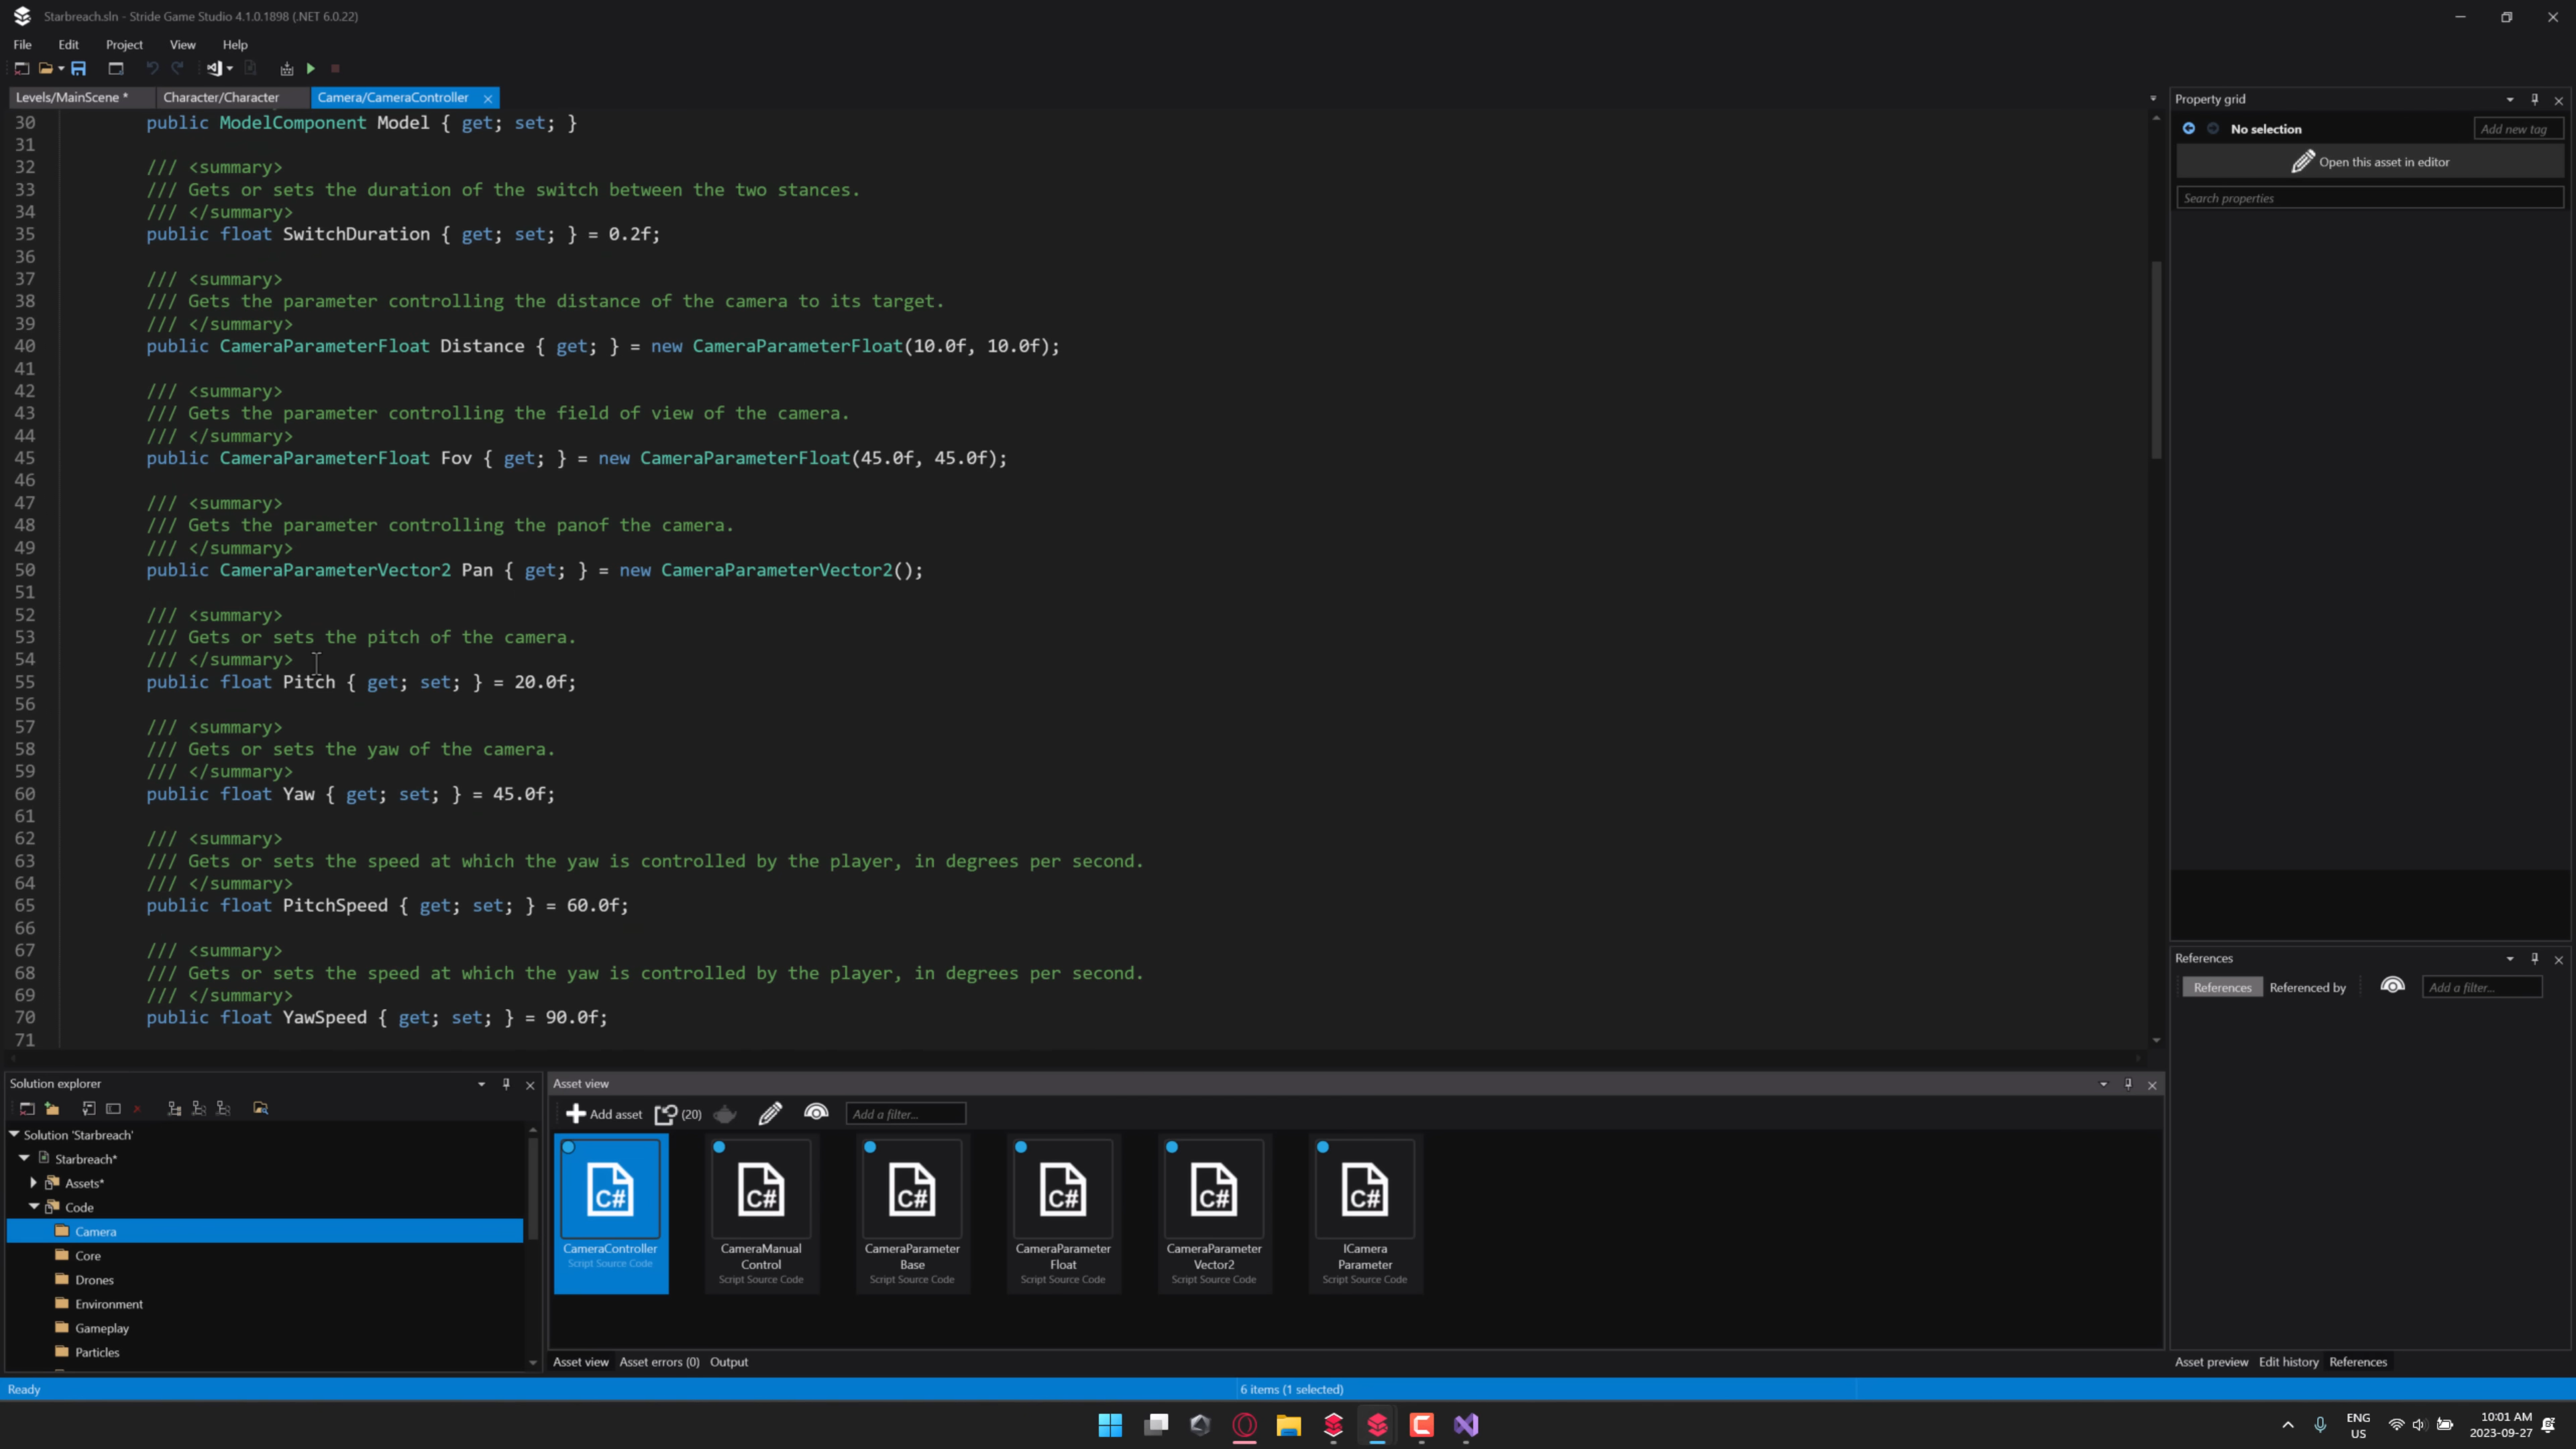 Starbreach.sln - Stride Game Studio 4.1.0.1898 (.NET 6.0.22)
File Edit Project View Help
Levels/MainScene * Character/Character Camera/CameraController
30 public ModelComponent Model { get; set; }
31
32 /// <summary>
33 /// Gets or sets the duration of the switch between the two stances.
34 /// </summary>
35 public float SwitchDuration { get; set; } = 0.2f;
36
37 /// <summary>
38 /// Gets the parameter controlling the distance of the camera to its target.
39 /// </summary>
40 public CameraParameterFloat Distance { get; } = new CameraParameterFloat(10.0f, 10.0f);
41
42 /// <summary>
43 /// Gets the parameter controlling the field of view of the camera.
44 /// </summary>
45 public CameraParameterFloat Fov { get; } = new CameraParameterFloat(45.0f, 45.0f);
46
47 /// <summary>
48 /// Gets the parameter controlling the panof the camera.
49 /// </summary>
50 public CameraParameterVector2 Pan { get; } = new CameraParameterVector2();
51
52 /// <summary>
53 /// Gets or sets the pitch of the camera.
54 /// </summary>
55 public float Pitch { get; set; } = 20.0f;
56
57 /// <summary>
58 /// Gets or sets the yaw of the camera.
59 /// </summary>
60 public float Yaw { get; set; } = 45.0f;
61
62 /// <summary>
63 /// Gets or sets the speed at which the yaw is controlled by the player, in degrees per second.
64 /// </summary>
65 public float PitchSpeed { get; set; } = 60.0f;
66
67 /// <summary>
68 /// Gets or sets the speed at which the yaw is controlled by the player, in degrees per second.
69 /// </summary>
70 public float YawSpeed { get; set; } = 90.0f;
71
Property grid
No selection
Add new tag
Open this asset in editor
Search properties
References
References Referenced by
Add a filter...
Asset preview Edit history References
Solution explorer
Solution 'Starbreach'
Starbreach*
Assets*
Code
Camera
Core
Drones
Environment
Gameplay
Particles
Asset view
Add asset (20) Add a filter...
C# C# C# C# C# C#
CameraController
Script Source Code
CameraManual
Control
Script Source Code
CameraParameter
Base
Script Source Code
CameraParameter
Float
Script Source Code
CameraParameter
Vector2
Script Source Code
ICamera
Parameter
Script Source Code
Asset view Asset errors (0) Output
Ready
6 items (1 selected)
ENG
US
10:01 AM
2023-09-27